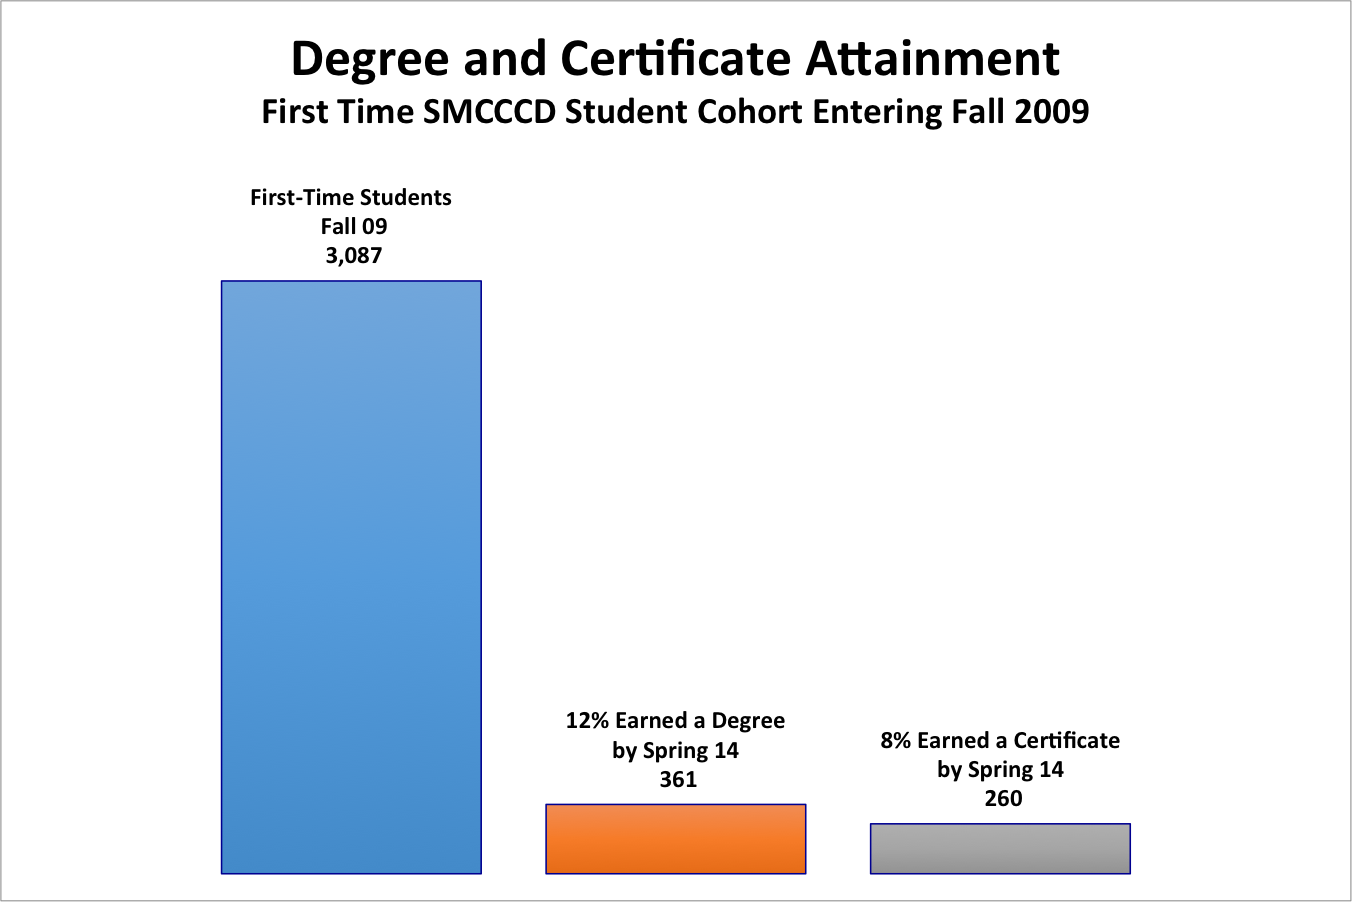 Degree and Certificate Attainment
First Time SMCCCD Student Cohort Entering Fall 2009
First-Time Students
Fall 09
3,087
12% Earned a Degree
by Spring 14
361
8% Earned a Certificate
by Spring 14
260